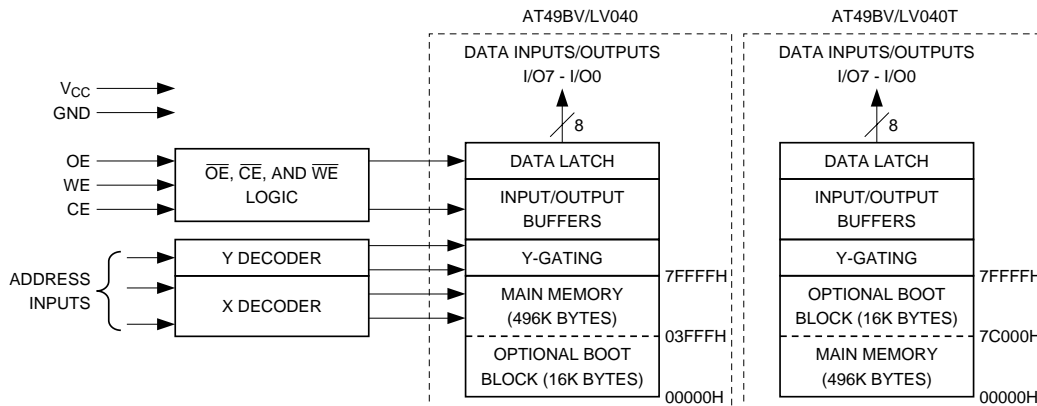 AT49BV/LV040
DATA INPUTS/OUTPUTS
I/O7 - I/O0
8
VCC
GND
OE
WE
CE
OE, CE, AND WE
LOGIC
ADDRESS
INPUTS
Y DECODER
X DECODER
DATA LATCH
INPUT/OUTPUT
BUFFERS
Y-GATING
7FFFFH
MAIN MEMORY
(496K BYTES)
03FFFH
OPTIONAL BOOT
BLOCK (16K BYTES)
00000H
AT49BV/LV040T
DATA INPUTS/OUTPUTS
I/O7 - I/O0
8
DATA LATCH
INPUT/OUTPUT
BUFFERS
Y-GATING
7FFFFH
OPTIONAL BOOT
BLOCK (16K BYTES)
7C000H
MAIN MEMORY
(496K BYTES)
00000H